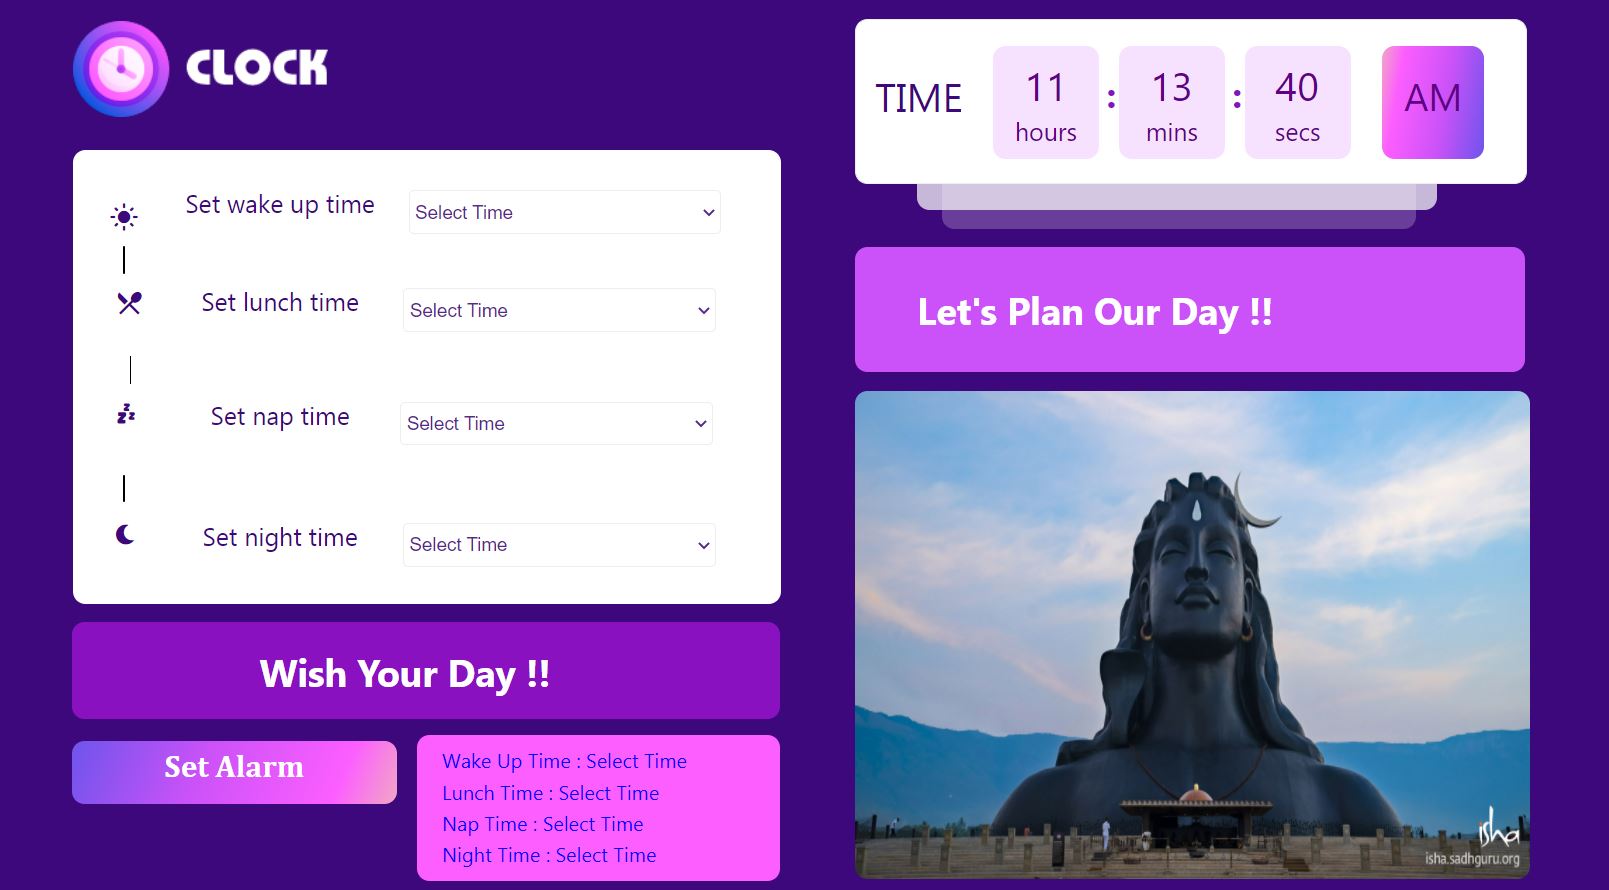 CLOCK
Set wake up time
Select Time
Set lunch time
Select Time
Set nap time
Select Time
Set night time
Select Time
Wish Your Day !!
Set Alarm
Wake Up Time : Select Time
Lunch Time : Select Time
Nap Time : Select Time
Night Time : Select Time
TIME
11 : 13 : 40 AM
hours mins secs
Let's Plan Our Day !!
isha
isha.sadhguru.org